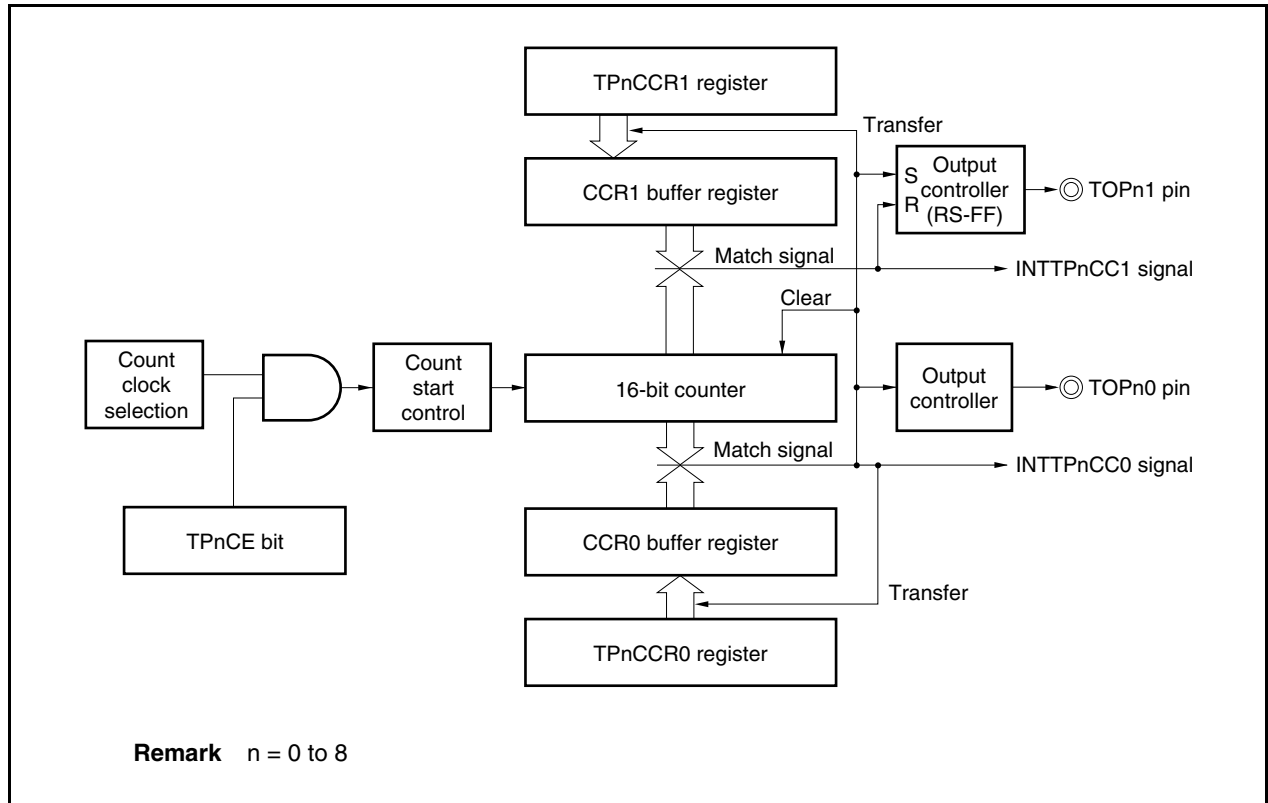 TPnCCR1 register
Transfer
CCR1 buffer register
S
R
Output
controller
(RS-FF)
TOPn1 pin
Match signal
INTTPnCC1 signal
Clear
Count
clock
selection
Count
start
control
16-bit counter
Output
controller
TOPn0 pin
Match signal
INTTPnCC0 signal
TPnCE bit
CCR0 buffer register
Transfer
TPnCCR0 register
Remark n = 0 to 8